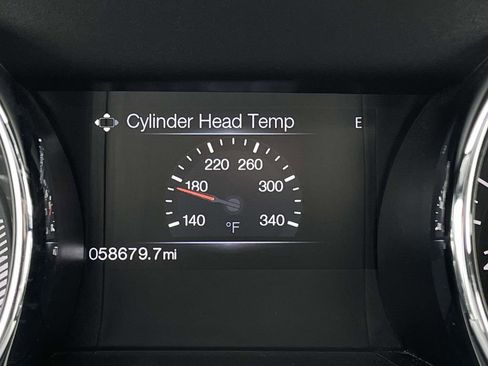 Cylinder Head Temp E
220 260
180 300
140 °F 340
058679.7mi